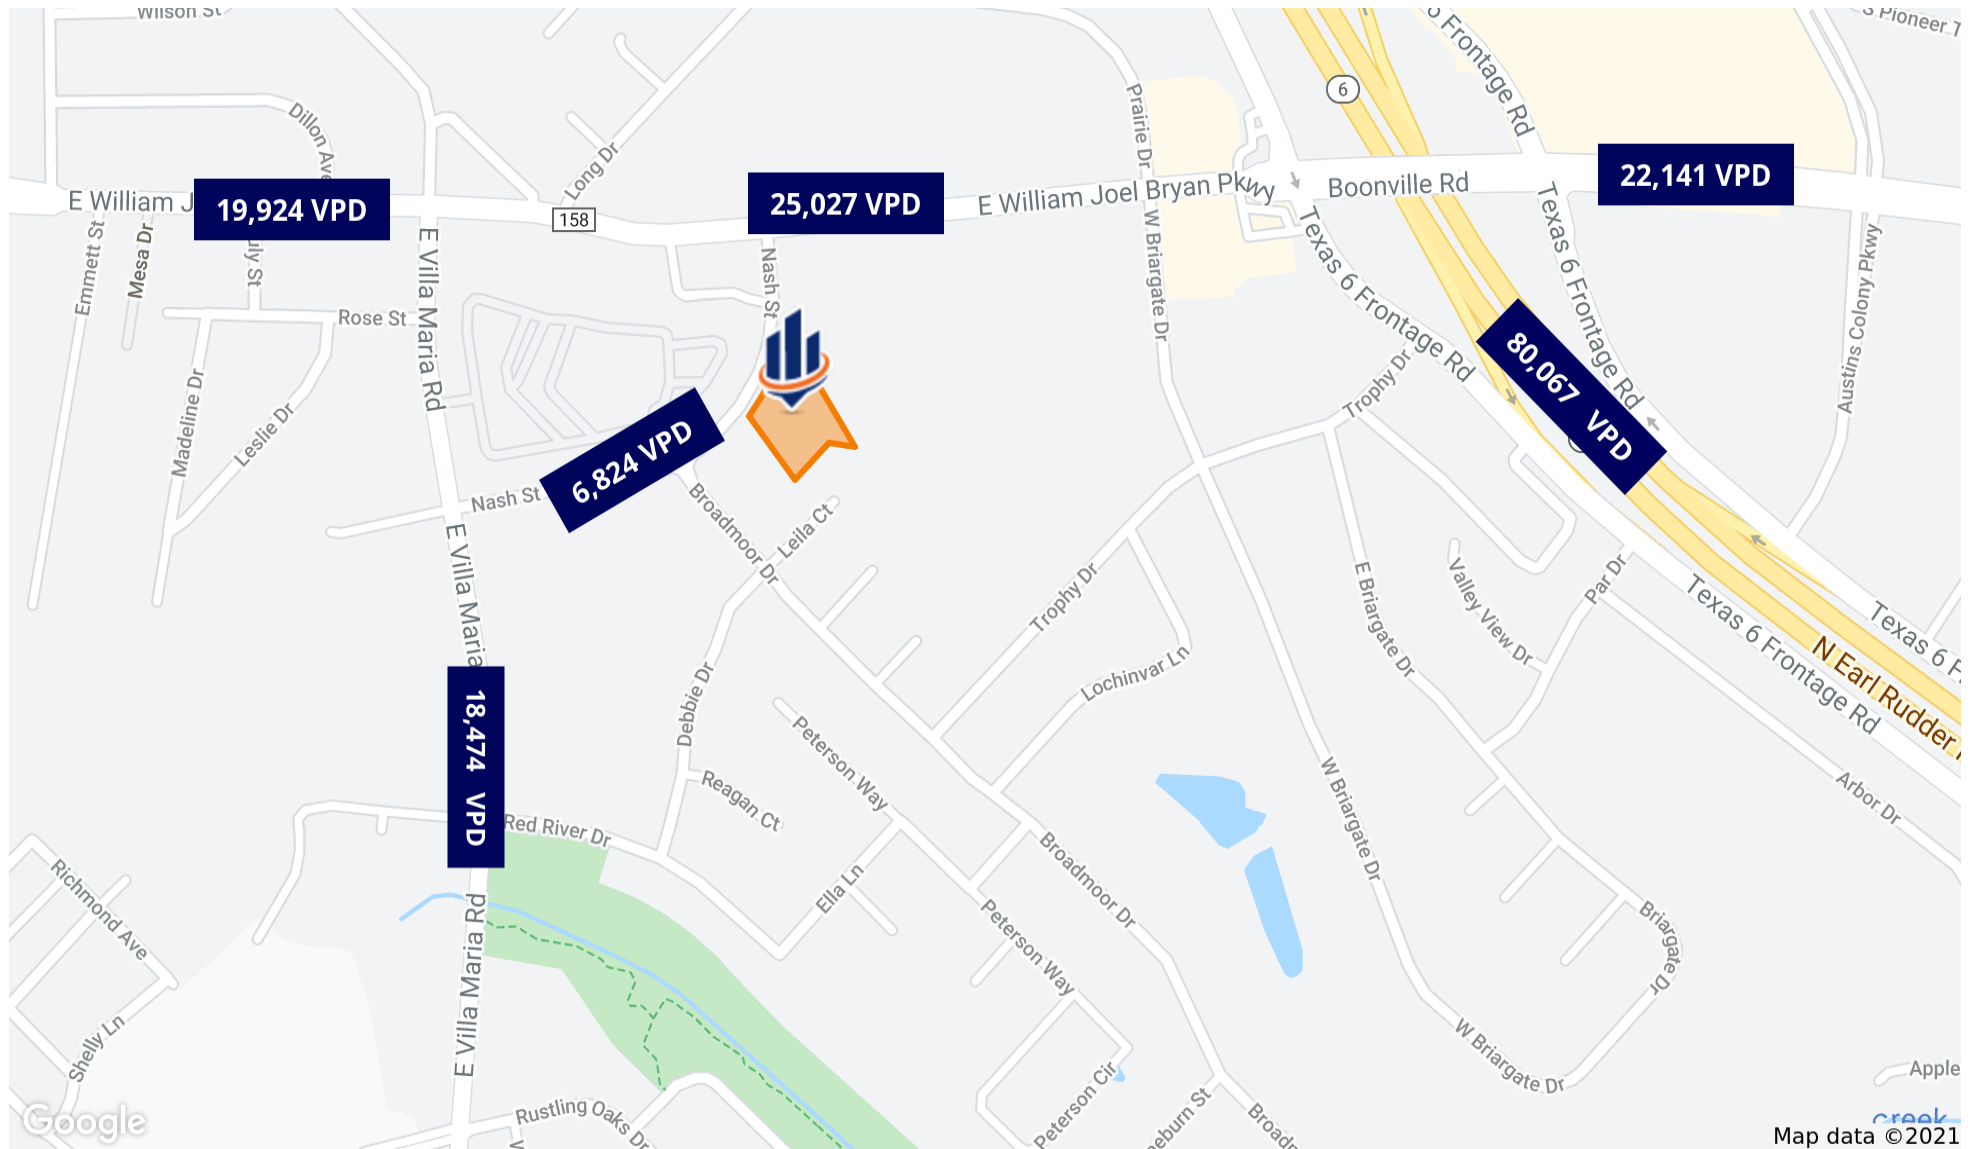 Wilson St
6 Frontage Rd
S Pioneer T
6
Dillon Ave
Prairie Dr
Long Dr
E William J
19,924 VPD
158
25,027 VPD
E William Joel Bryan Pkwy
Boonville Rd
22,141 VPD
Emmett St
Mesa Dr
uly St
E Villa Maria Rd
Nash St
W Briargate Dr
Texas 6 Frontage Rd
Texas 6 Frontage Rd
Austins Colony Pkwy
Rose St
80,067 VPD
Madeline Dr
Leslie Dr
Trophy Dr
6,824 VPD
Nash St
Broadmoor Dr
Leila Ct
E Villa Maria
Trophy Dr
E Briargate Dr
Valley View Dr
Par Dr
Texas 6 Frontage Rd
Texas 6 F
N Earl Rudder
Lochinvar Ln
Debbie Dr
18,474 VPD
Peterson Way
Reagan Ct
Red River Dr
W Briargate Dr
Arbor Dr
Richmond Ave
Ella Ln
Broadmoor Dr
Briargate Dr
E Villa Maria Rd
Peterson Way
Shelly Ln
W Briargate Dr
Peterson Cir
Apple
Rustling Oaks Dr
W
eburn St
Broadm
creek
Google
Map data ©2021